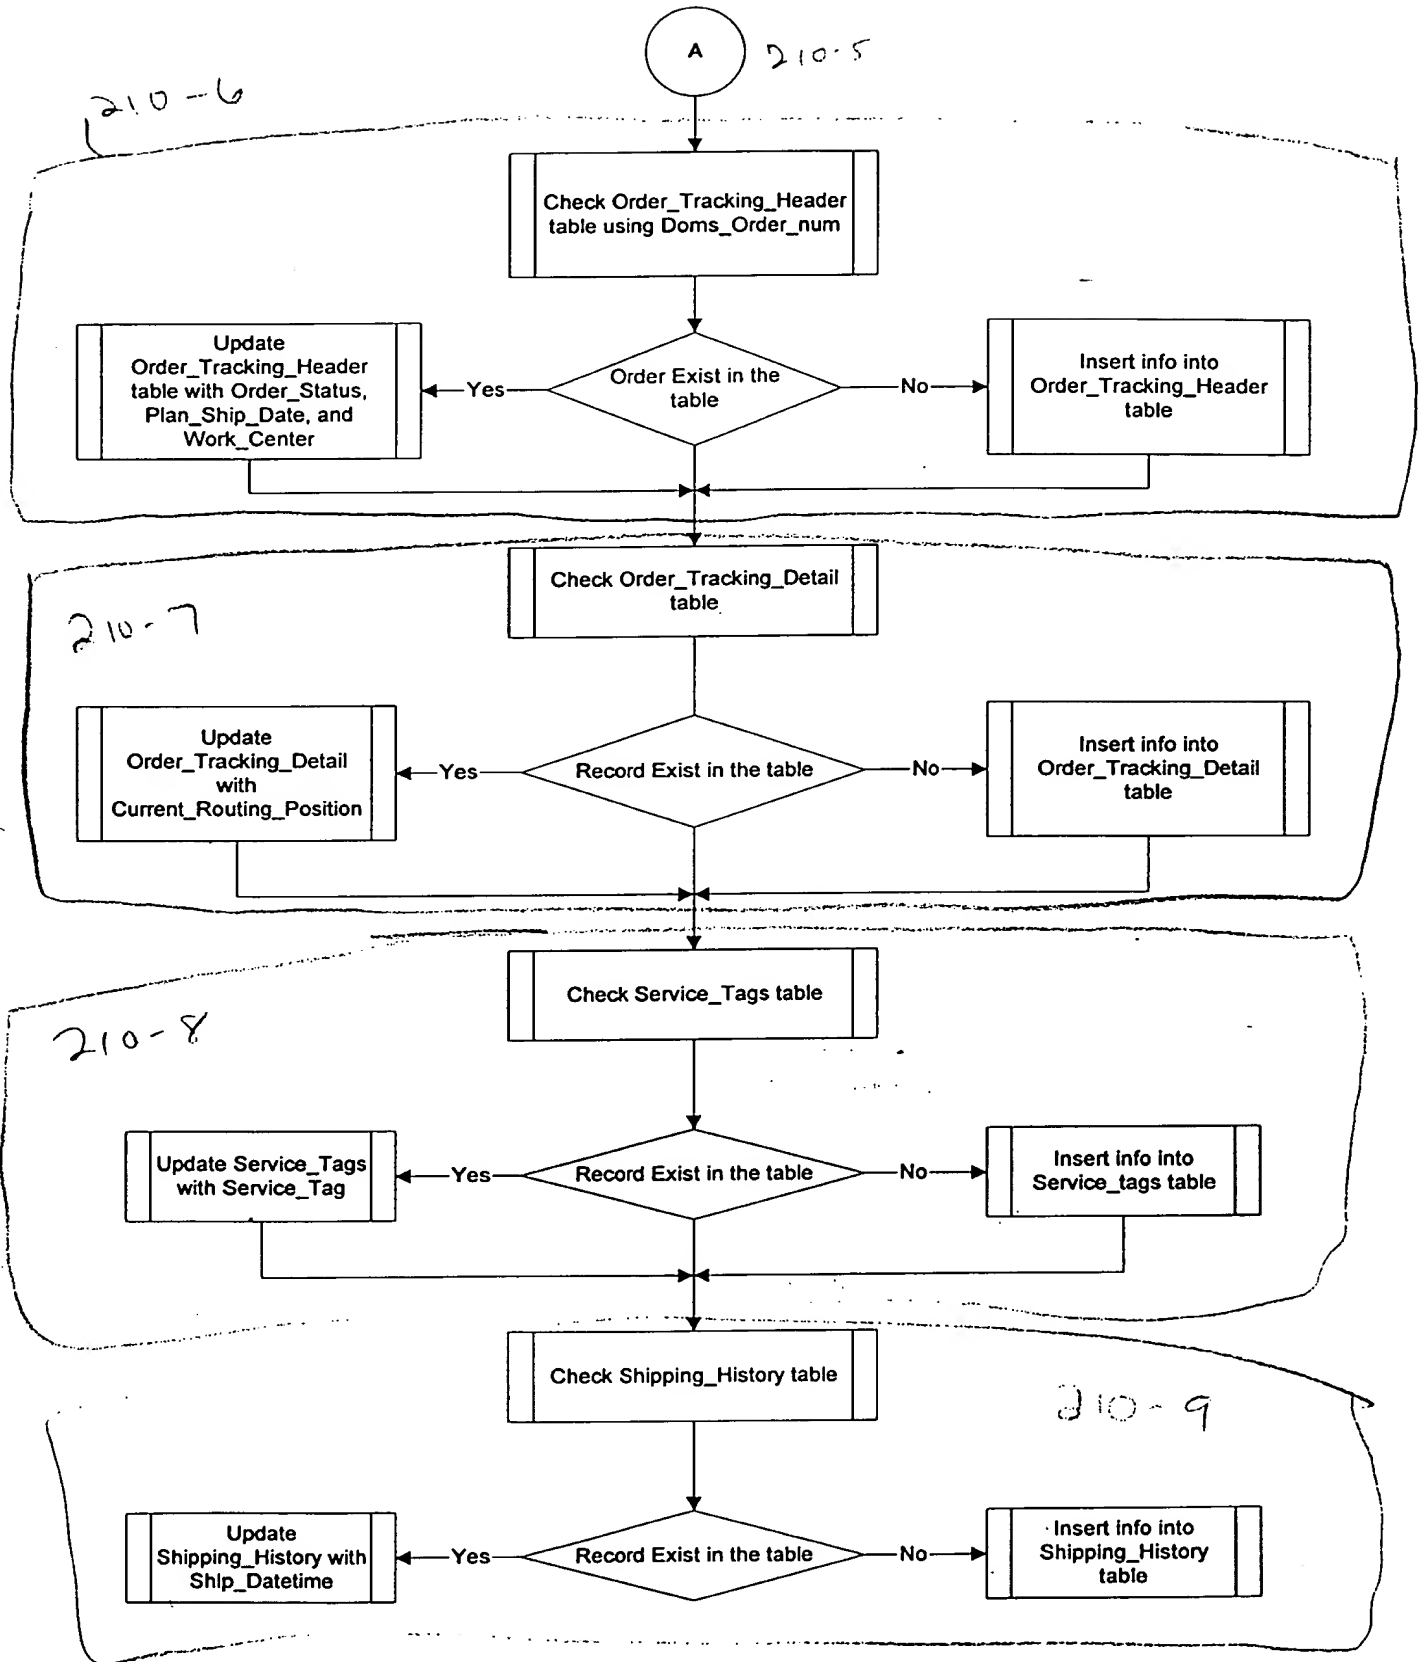 A
210-5
210-6
Check Order_Tracking_Header
table using Doms_Order_num
Update
Order_Tracking_Header
table with Order_Status,
Plan_Ship_Date, and
Work_Center
Yes
Order Exist in the
table
No
Insert info into
Order_Tracking_Header
table
Check Order_Tracking_Detail
table
210-7
Update
Order_Tracking_Detail
with
Current_Routing_Position
Yes
Record Exist in the table
No
Insert info into
Order_Tracking_Detail
table
Check Service_Tags table
210-8
Update Service_Tags
with Service_Tag
Yes
Record Exist in the table
No
Insert info into
Service_tags table
Check Shipping_History table
210-9
Update
Shipping_History with
Ship_Datetime
Yes
Record Exist in the table
No
Insert info into
Shipping_History
table